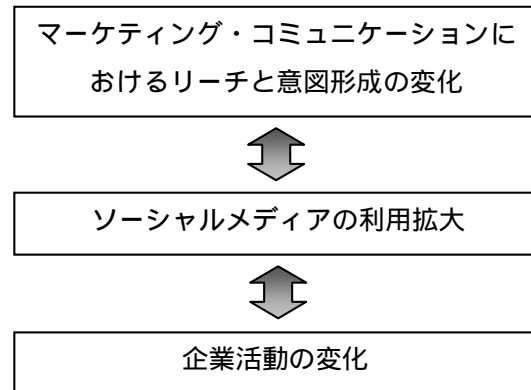 マーケティング・コミュニケーションに
おけるリーチと意図形成の変化
ソーシャルメディアの利用拡大
企業活動の変化